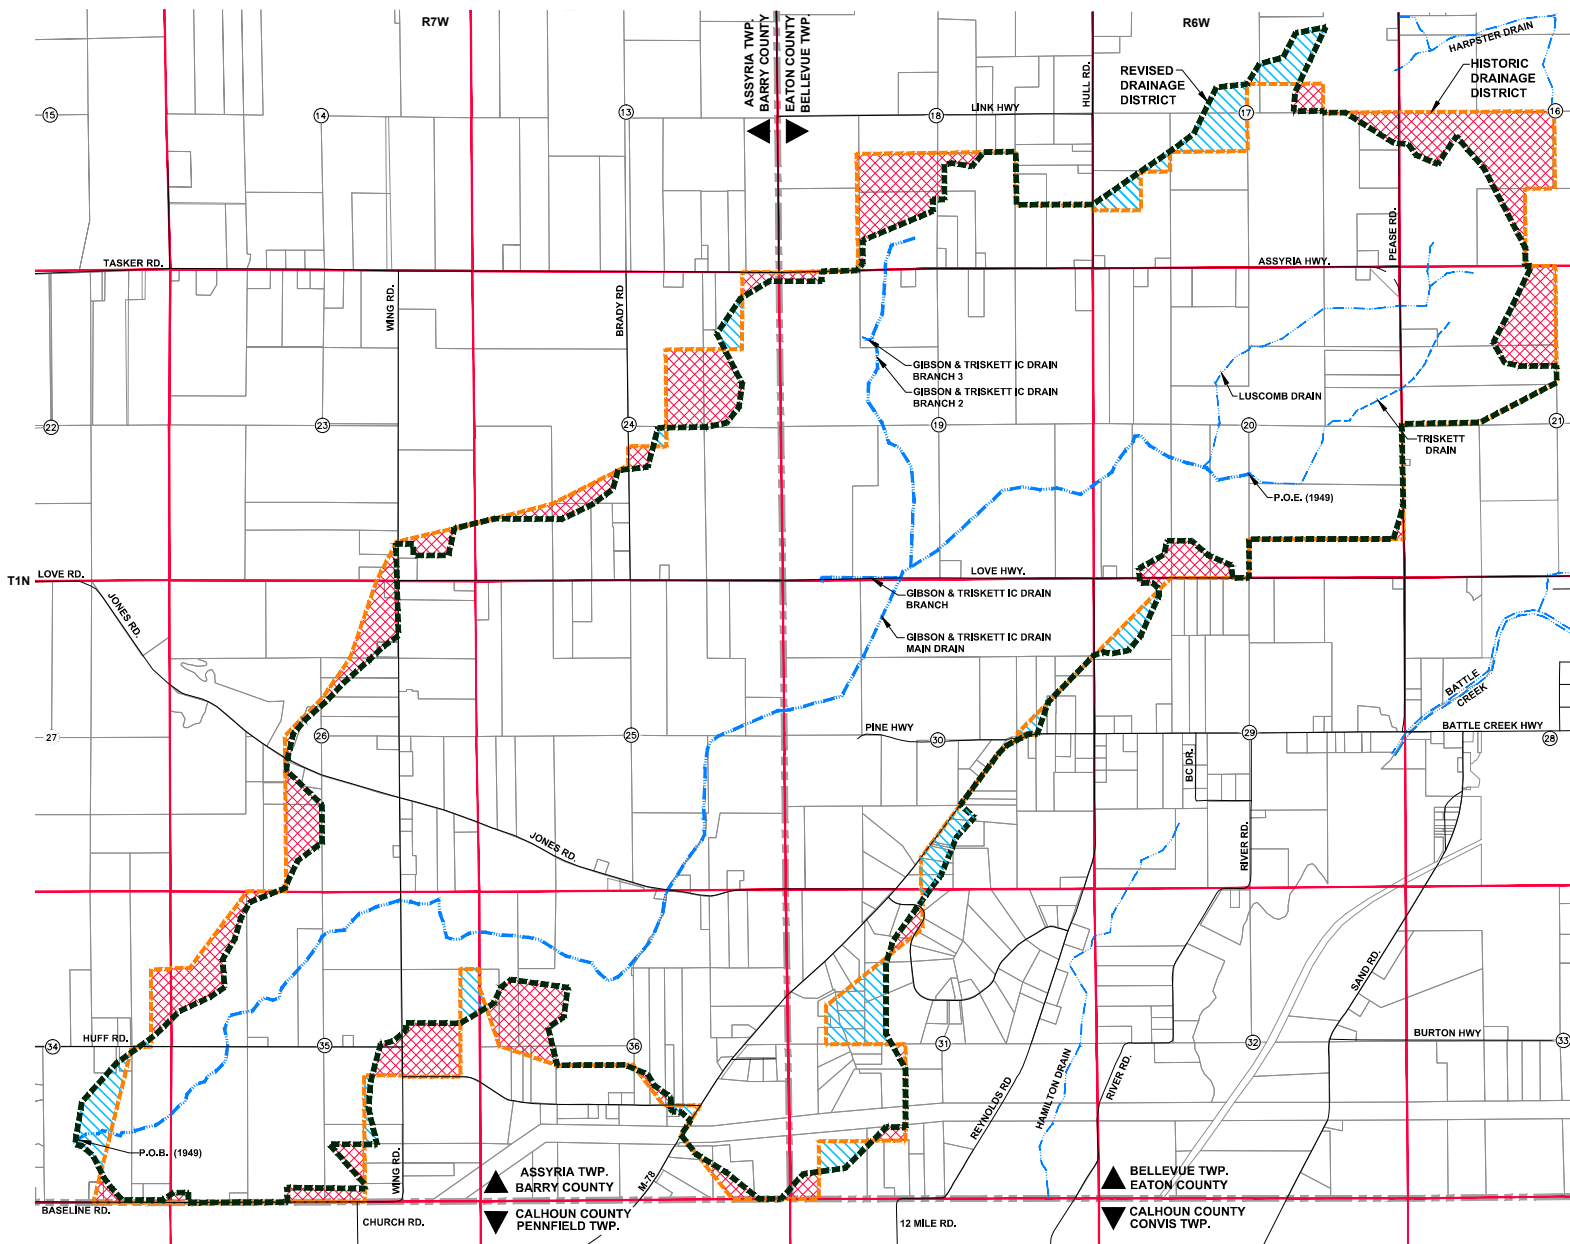 R7W
R6W
ASSYRIA TWP.
BARRY COUNTY
EATON COUNTY
BELLEVUE TWP.
HULL RD.
REVISED
DRAINAGE
DISTRICT
HARPSTER DRAIN
HISTORIC
DRAINAGE
DISTRICT
15
14
13
LINK HWY
18
17
16
PEASE RD.
TASKER RD.
ASSYRIA HWY.
WING RD.
BRADY RD
GIBSON & TRISKETT IC DRAIN
BRANCH 3
GIBSON & TRISKETT IC DRAIN
BRANCH 2
LUSCOMB DRAIN
22
23
24
19
20
21
TRISKETT
DRAIN
P.O.E. (1949)
T1N
LOVE RD.
LOVE HWY.
JONES RD.
GIBSON & TRISKETT IC DRAIN
BRANCH
GIBSON & TRISKETT IC DRAIN
MAIN DRAIN
BATTLE
CREEK
27
26
25
PINE HWY
30
29
BATTLE CREEK HWY
28
BC DR.
JONES RD.
RIVER RD.
SAND RD.
34
HUFF RD.
35
36
31
32
BURTON HWY
33
REYNOLDS RD
HAMILTON DRAIN
RIVER RD.
P.O.B. (1949)
WING RD.
M-78
ASSYRIA TWP.
BARRY COUNTY
BELLEVUE TWP.
EATON COUNTY
BASELINE RD.
CHURCH RD.
CALHOUN COUNTY
PENNFIELD TWP.
12 MILE RD.
CALHOUN COUNTY
CONVIS TWP.